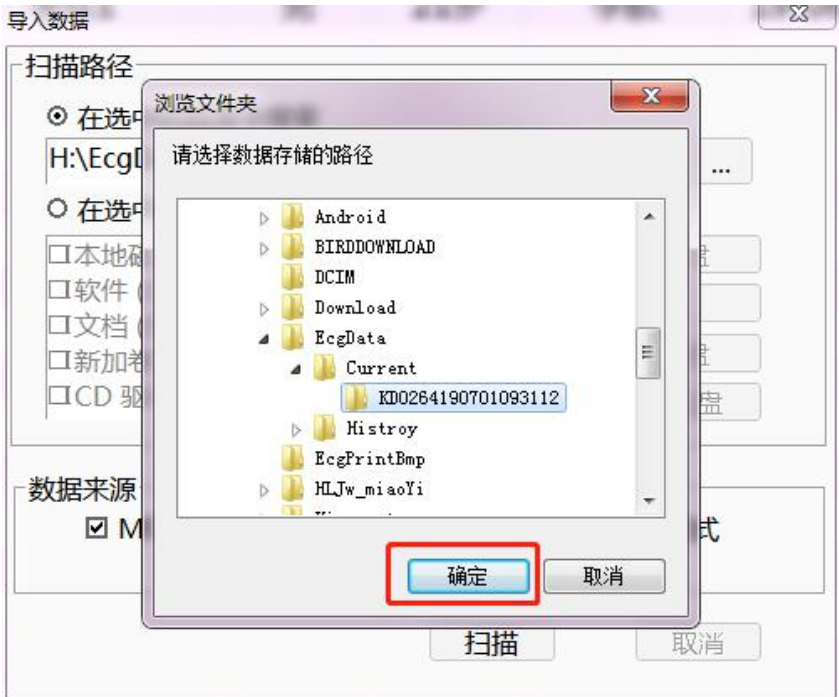 导入数据
扫描路径
在选中
浏览文件夹
请选择数据存储的路径
H:\EcgD
...
在选中
Android
BIRDDOWNLOAD
DCIM
Download
EcgData
Current
KD0264190701093112
Histroy
EcgPrintBmp
HLJw_miaoYi
本地磁
软件 (
文档 (
新加卷
CD 驱
盘
数据来源
M
式
确定
取消
扫描
取消